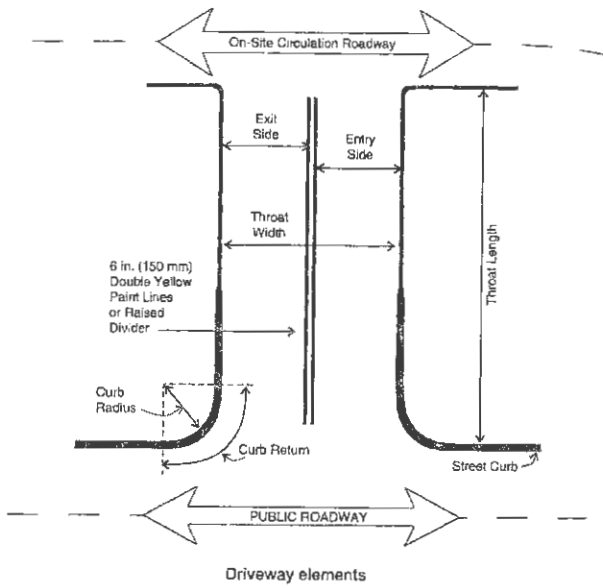 On-Site Circulation Roadway
Exit
Side
Entry
Side
Throat
Width
Throat Length
6 in. (150 mm)
Double Yellow
Paint Lines
or Raised
Divider
Curb
Radius
Curb Return
Street Curb
PUBLIC ROADWAY
Driveway elements